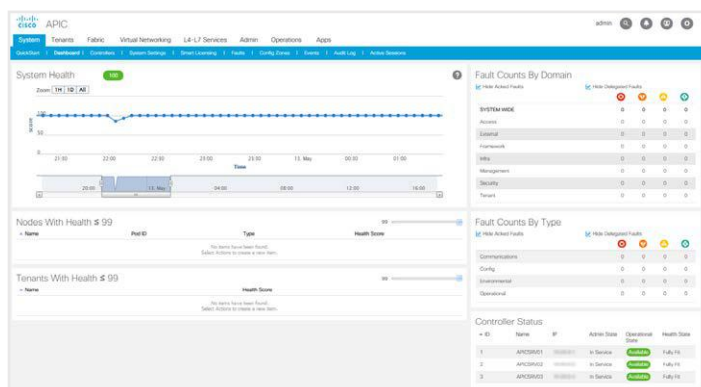 cisco APIC admin
System Tenants Fabric Virtual Networking L4-L7 Services Admin Operations Apps
QuickStart | Dashboard | Controllers | System Settings | Smart Licensing | Faults | Config Zones | Events | Audit Log | Active Sessions
System Health 100
Zoom 1H 1D All
score
100
50
0
21:30 22:00 22:30 23:00 23:30 13. May 00:30 01:00
Time
20:00 13. May 04:00 08:00 12:00 16:00
Nodes With Health ≤ 99 99
Name Pod ID Type Health Score
No items have been found.
Select Actions to create a new item.
Tenants With Health ≤ 99 99
Name Health Score
No items have been found.
Select Actions to create a new item.
Fault Counts By Domain
Hide Acked Faults Hide Delegated Faults
SYSTEM WIDE 0 0 0 0
Access 0 0 0 0
External 0 0 0 0
Framework 0 0 0 0
Infra 0 0 0 0
Management 0 0 0 0
Security 0 0 0 0
Tenant 0 0 0 0
Fault Counts By Type
Hide Acked Faults Hide Delegated Faults
Communications 0 0 0 0
Config 0 0 0 0
Environmental 0 0 0 0
Operational 0 0 0 0
Controller Status
ID Name IP Admin State Operational State Health State
1 APICSRV01 In Service Available Fully Fit
2 APICSRV02 In Service Available Fully Fit
3 APICSRV03 In Service Available Fully Fit